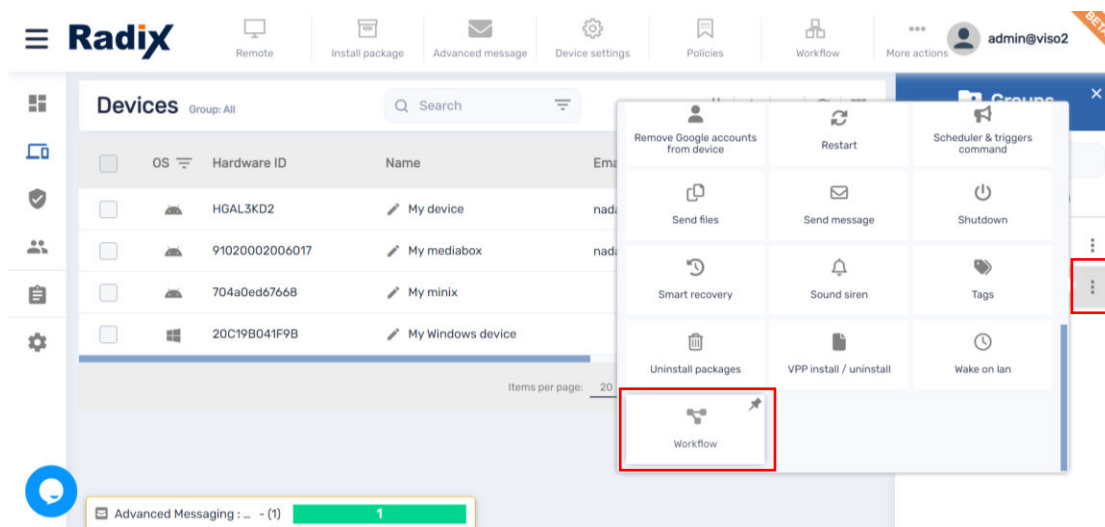 Radix
Remote
Install package
Advanced message
Device settings
Policies
Workflow
More actions
admin@viso2
BETA
Devices Group: All
Search
Groups
OS Hardware ID Name Ema
HGAL3KD2 My device nada
91020002006017 My mediabox nada
704a0ed67668 My minix
20C19B041F9B My Windows device
Items per page: 20
Remove Google accounts
from device
Restart
Scheduler & triggers
command
Send files
Send message
Shutdown
Smart recovery
Sound siren
Tags
Uninstall packages
VPP install / uninstall
Wake on lan
Workflow
Advanced Messaging : ... - (1) 1